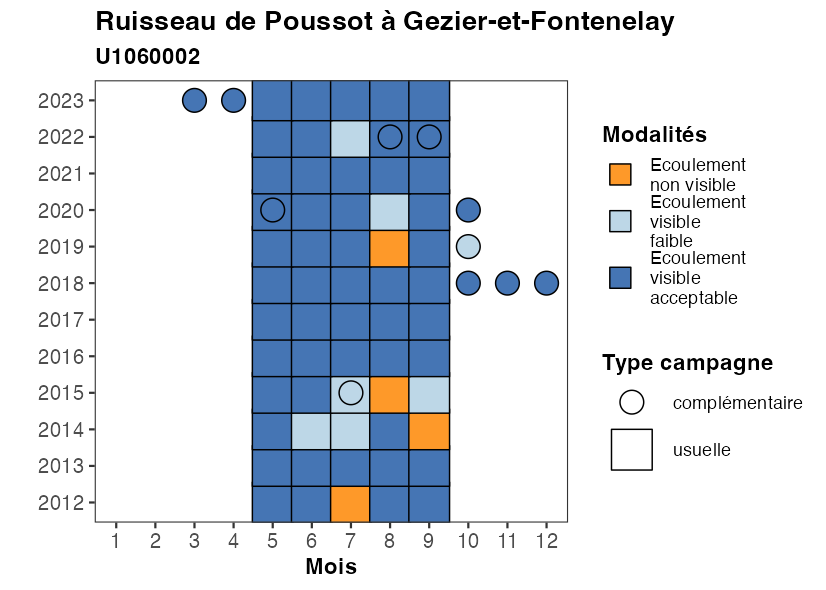 Ruisseau de Poussot à Gezier-et-Fontenelay
U1060002
2023
2022
2021
2020
2019
2018
2017
2016
2015
2014
2013
2012
1 2 3 4 5 6 7 8 9 10 11 12
Mois
Modalités
Ecoulement
non visible
Ecoulement
visible
faible
Ecoulement
visible
acceptable
Type campagne
complémentaire
usuelle